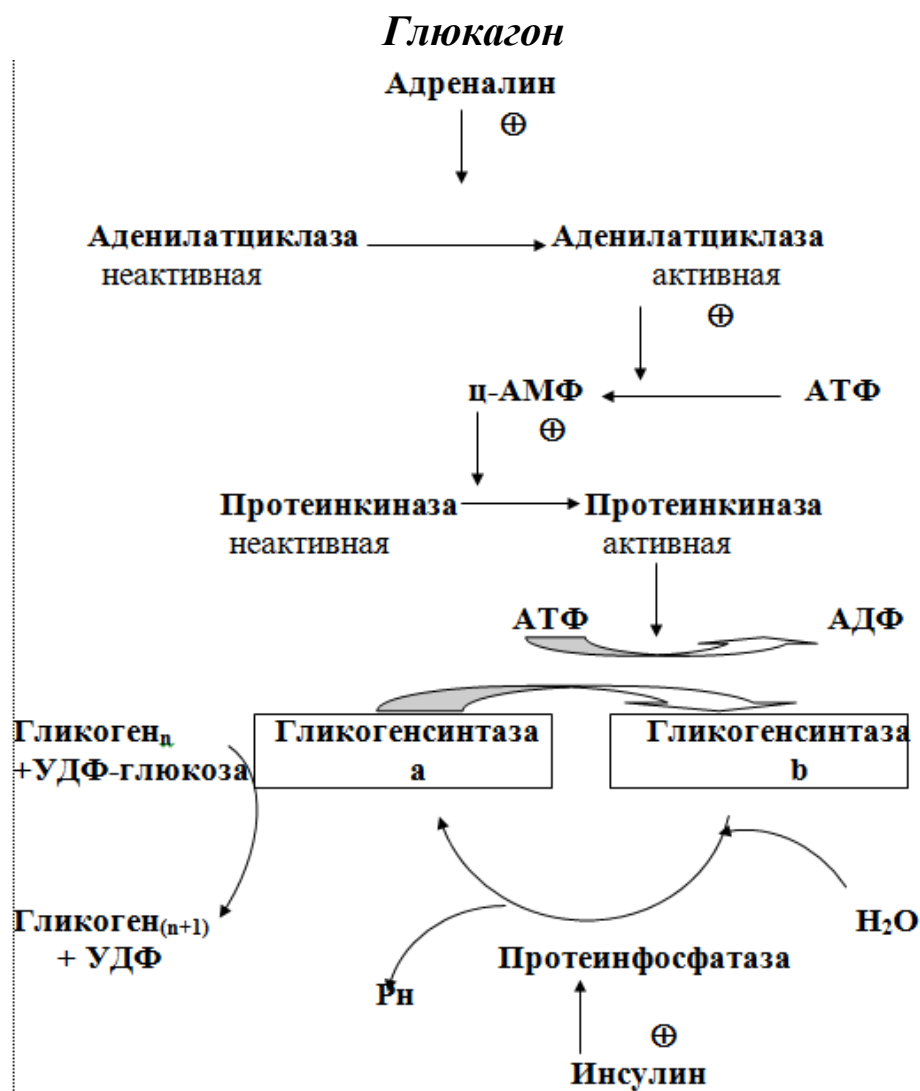 Глюкагон
Адреналин
⊕
Аденилатциклаза Аденилатциклаза
неактивная активная
⊕
ц-АМФ АТФ
⊕
Протеинкиназа Протеинкиназа
неактивная активная
АТФ АДФ
Гликогенn Гликогенсинтаза Гликогенсинтаза
+УДФ-глюкоза a b
Гликоген(n+1) H₂O
+ УДФ Протеинфосфатаза
Рн
⊕
Инсулин